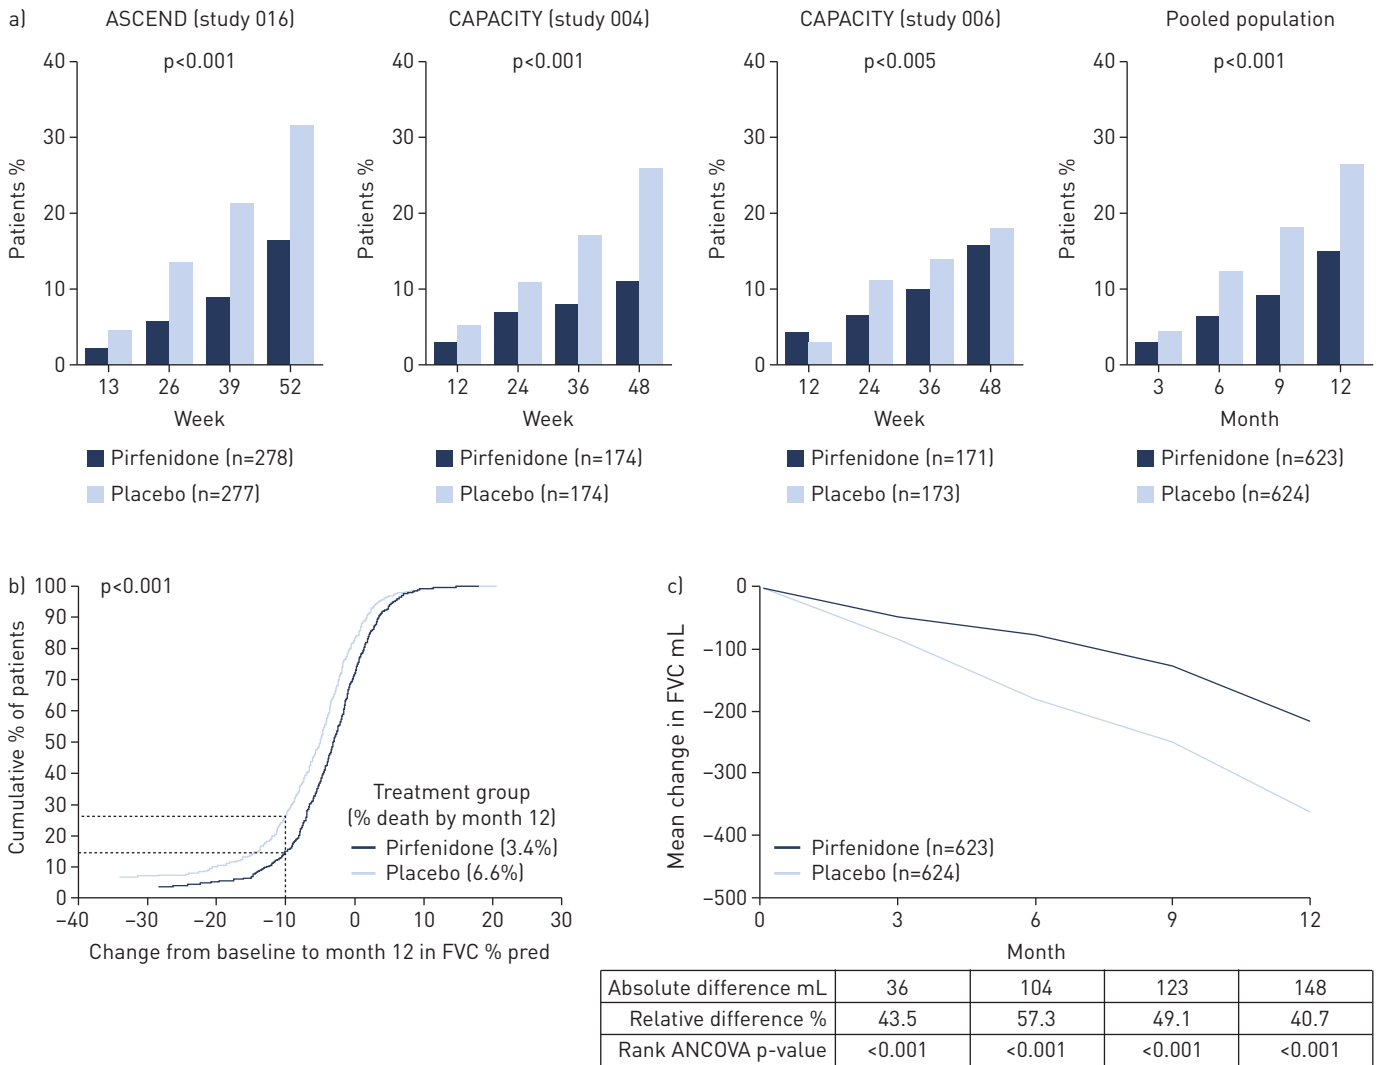 a)
ASCEND (study 016)
p<0.001
40
30
20
10
0
Patients %
13 26 39 52
Week
Pirfenidone (n=278)
Placebo (n=277)
CAPACITY (study 004)
p<0.001
40
30
20
10
0
Patients %
12 24 36 48
Week
Pirfenidone (n=174)
Placebo (n=174)
CAPACITY (study 006)
p<0.005
40
30
20
10
0
Patients %
12 24 36 48
Week
Pirfenidone (n=171)
Placebo (n=173)
Pooled population
p<0.001
40
30
20
10
0
Patients %
3 6 9 12
Month
Pirfenidone (n=623)
Placebo (n=624)
b)
p<0.001
100
90
80
70
60
50
40
30
20
10
0
Cumulative % of patients
Treatment group
(% death by month 12)
Pirfenidone (3.4%)
Placebo (6.6%)
−40 −30 −20 −10 0 10 20 30
Change from baseline to month 12 in FVC % pred
c)
0
−100
−200
−300
−400
−500
Mean change in FVC mL
Pirfenidone (n=623)
Placebo (n=624)
0 3 6 9 12
Month
Absolute difference mL 36 104 123 148
Relative difference % 43.5 57.3 49.1 40.7
Rank ANCOVA p-value <0.001 <0.001 <0.001 <0.001